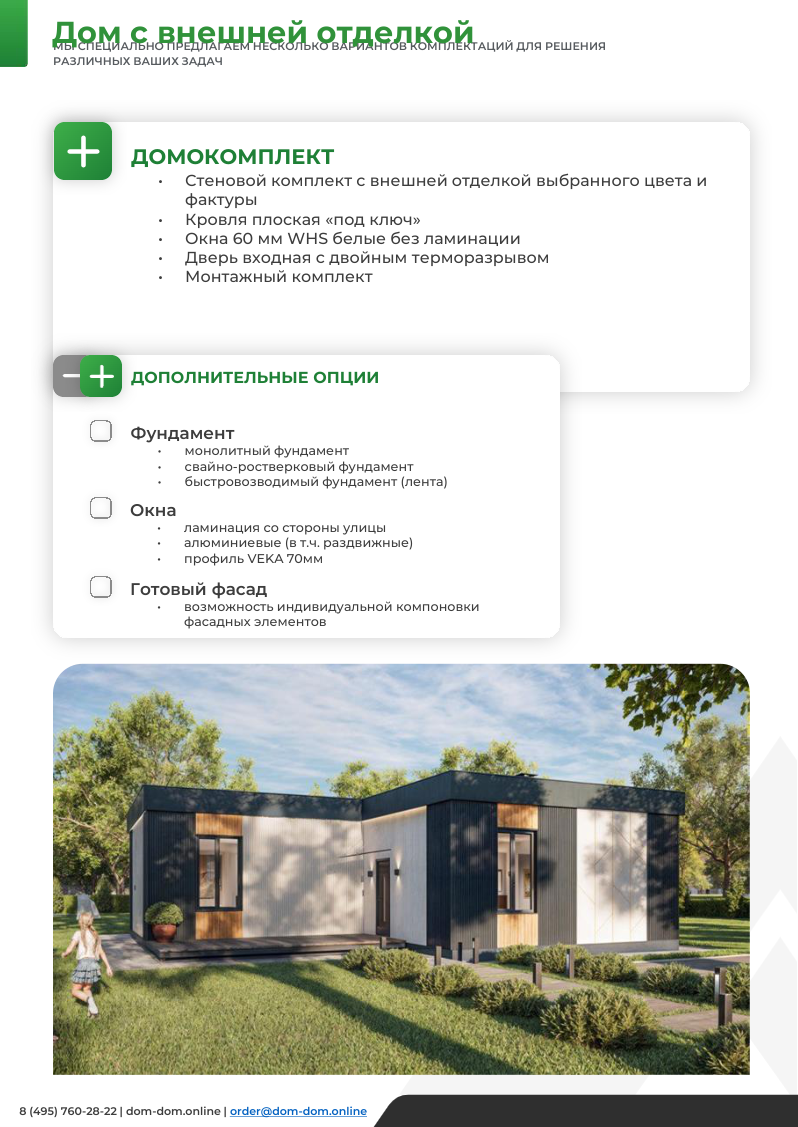 Дом с внешней отделкой
МЫ СПЕЦИАЛЬНО ПРЕДЛАГАЕМ НЕСКОЛЬКО ВАРИАНТОВ КОМПЛЕКТАЦИЙ ДЛЯ РЕШЕНИЯ
РАЗЛИЧНЫХ ВАШИХ ЗАДАЧ
ДОМОКОМПЛЕКТ
• Стеновой комплект с внешней отделкой выбранного цвета и
фактуры
• Кровля плоская «под ключ»
• Окна 60 мм WHS белые без ламинации
• Дверь входная с двойным терморазрывом
• Монтажный комплект
ДОПОЛНИТЕЛЬНЫЕ ОПЦИИ
Фундамент
• монолитный фундамент
• свайно-ростверковый фундамент
• быстровозводимый фундамент (лента)
Окна
• ламинация со стороны улицы
• алюминиевые (в т.ч. раздвижные)
• профиль VEKA 70мм
Готовый фасад
• возможность индивидуальной компоновки
фасадных элементов
8 (495) 760-28-22 | dom-dom.online | order@dom-dom.online